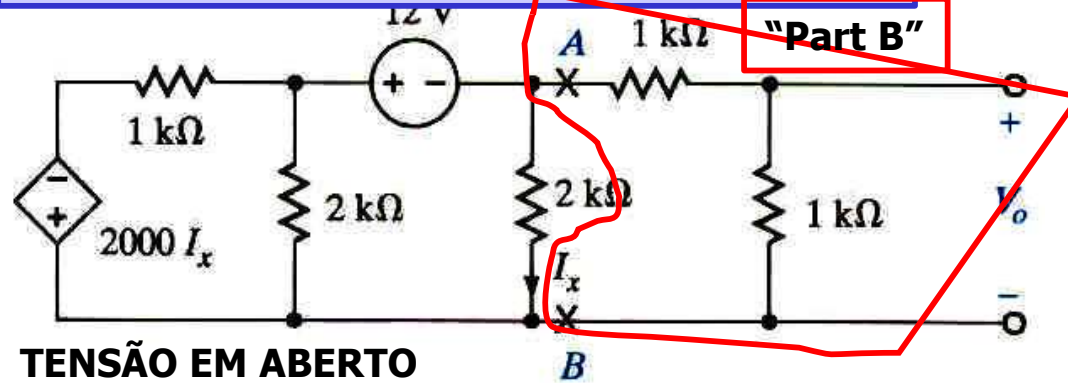 12 V
A
1 kΩ
“Part B”
1 kΩ
+
-
+
-
2000 Iₓ
2 kΩ
2 kΩ
Iₓ
1 kΩ
+
Vₒ
-
TENSÃO EM ABERTO
B